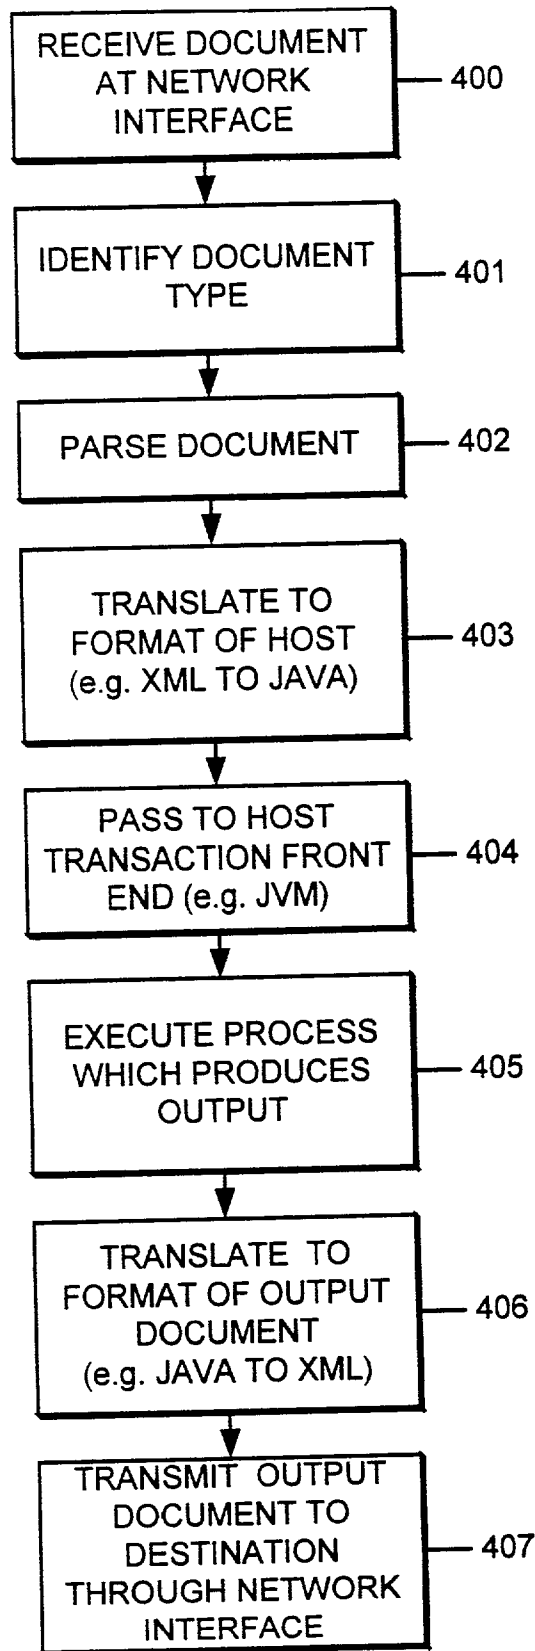 RECEIVE DOCUMENT
AT NETWORK
INTERFACE
400
IDENTIFY DOCUMENT
TYPE
401
PARSE DOCUMENT
402
TRANSLATE TO
FORMAT OF HOST
(e.g. XML TO JAVA)
403
PASS TO HOST
TRANSACTION FRONT
END (e.g. JVM)
404
EXECUTE PROCESS
WHICH PRODUCES
OUTPUT
405
TRANSLATE TO
FORMAT OF OUTPUT
DOCUMENT
(e.g. JAVA TO XML)
406
TRANSMIT OUTPUT
DOCUMENT TO
DESTINATION
THROUGH NETWORK
INTERFACE
407